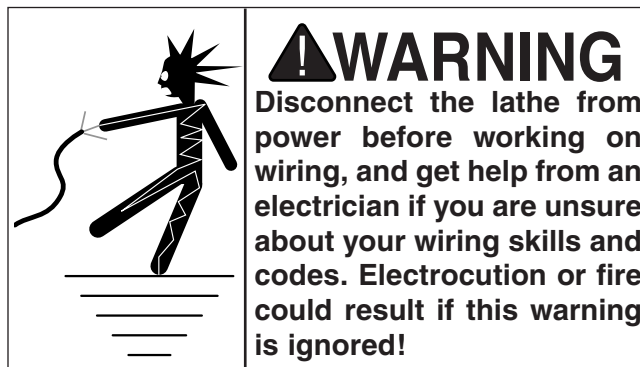 WARNING
Disconnect the lathe from
power before working on
wiring, and get help from an
electrician if you are unsure
about your wiring skills and
codes. Electrocution or fire
could result if this warning
is ignored!